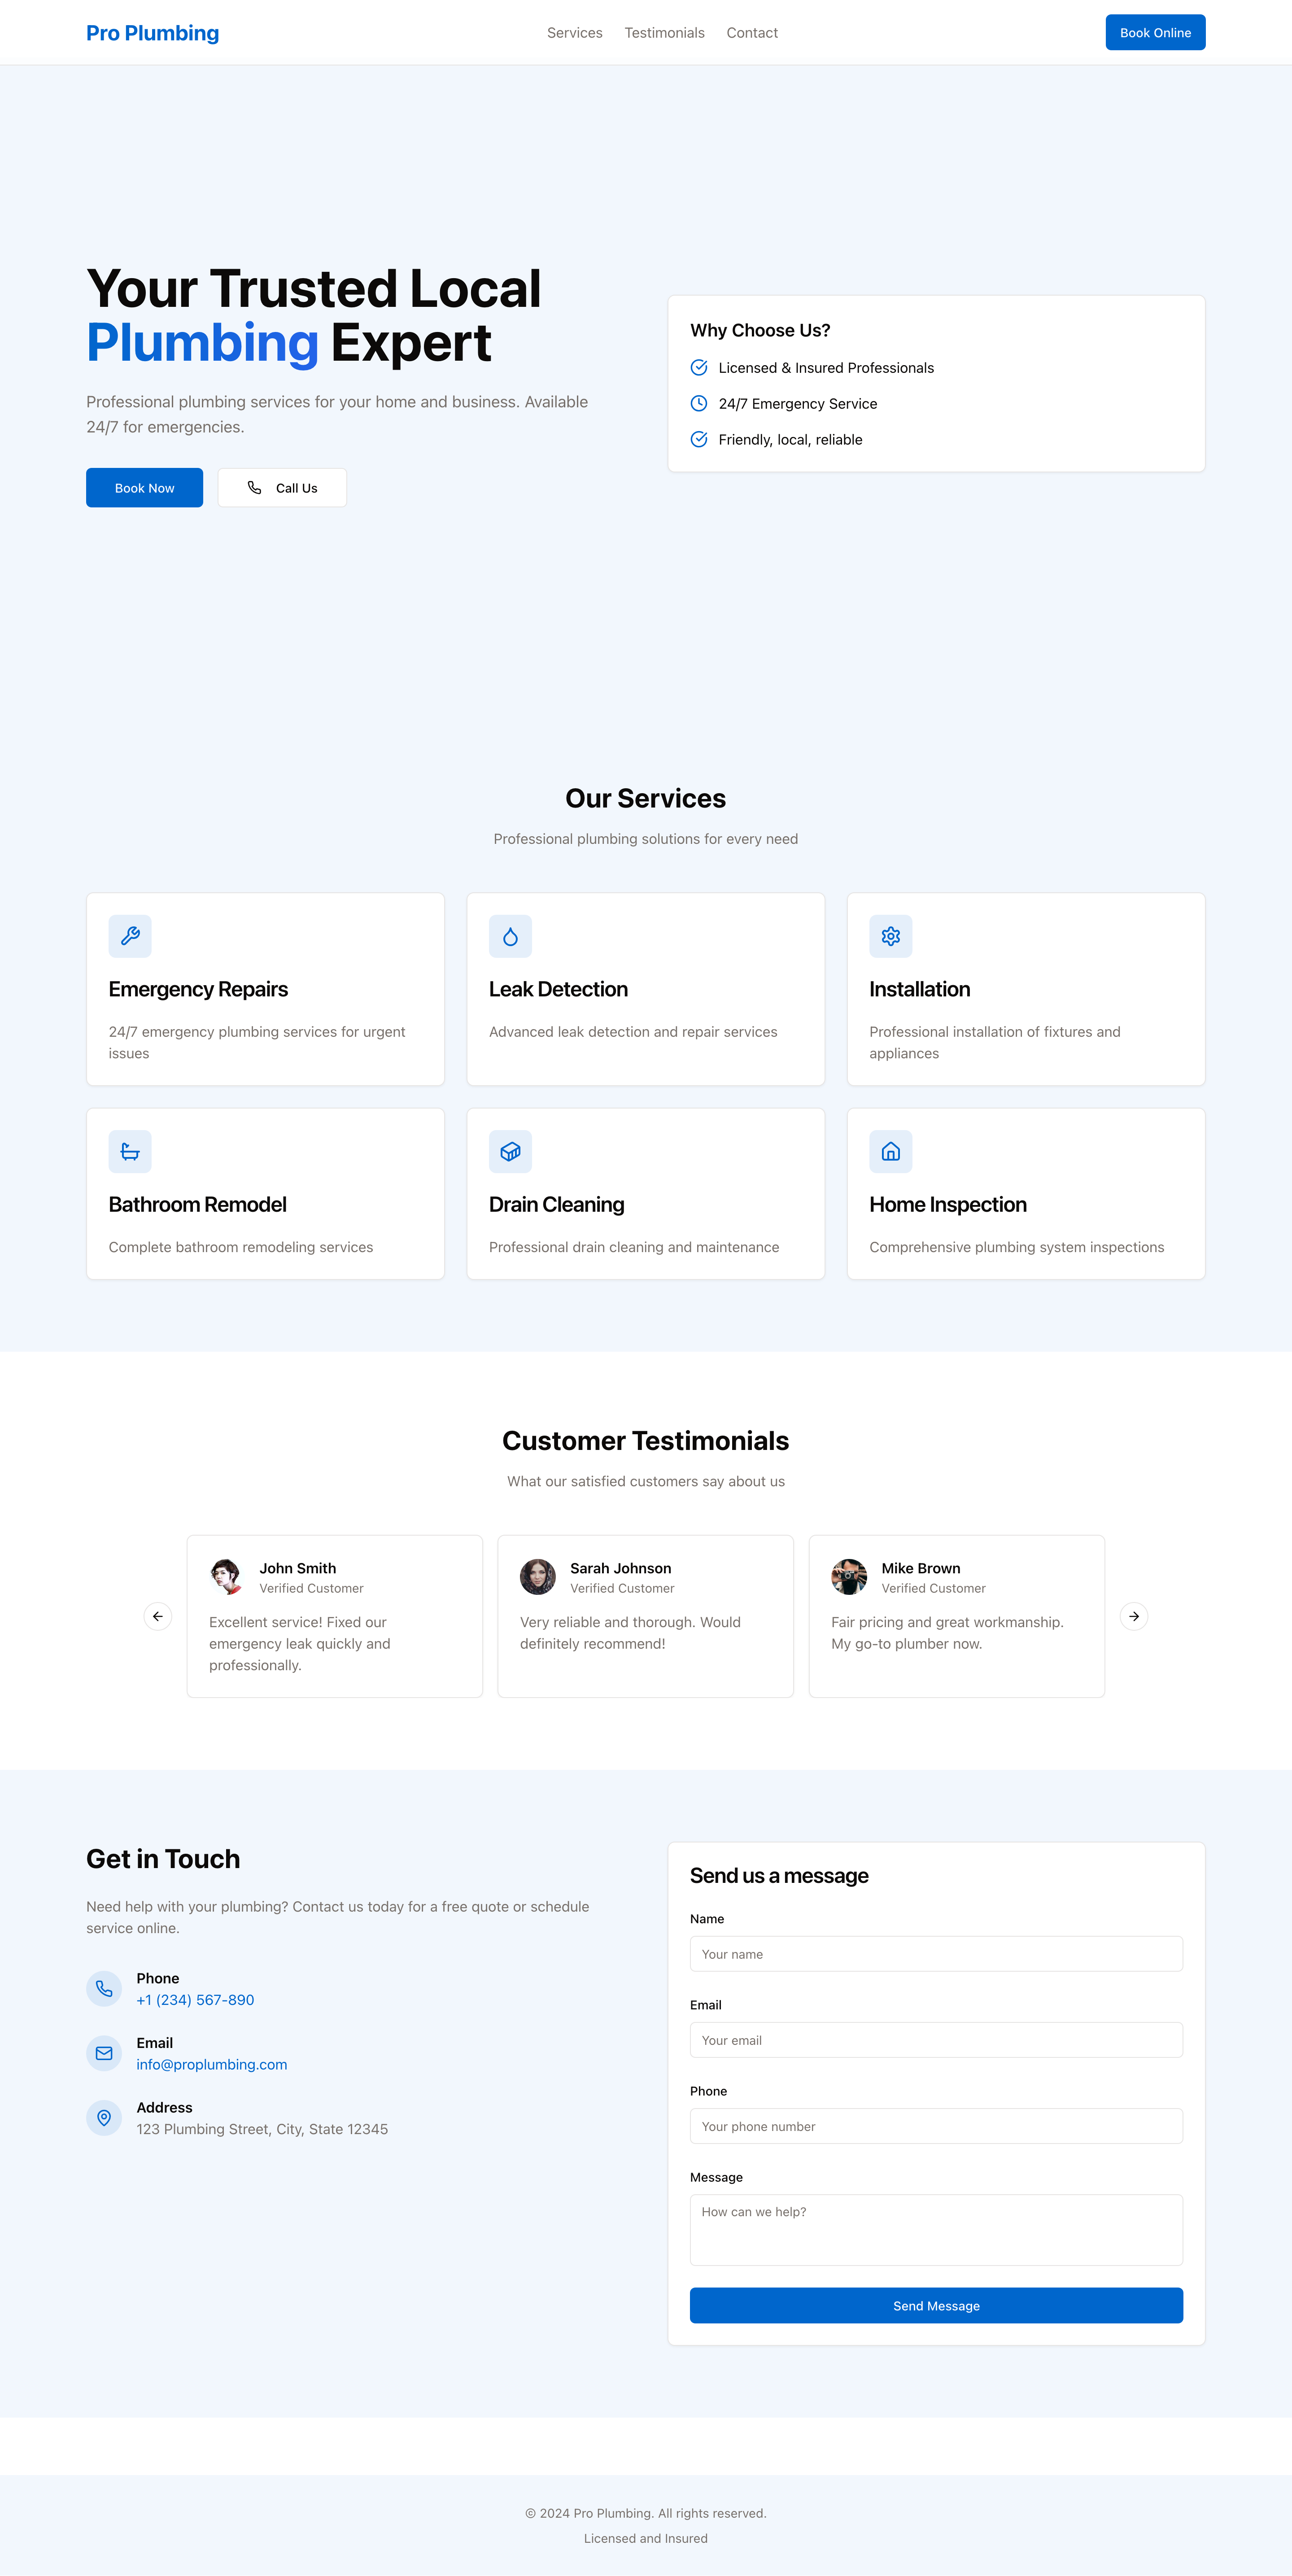 Pro Plumbing
Services
Testimonials
Contact
Book Online
Your Trusted Local
Plumbing Expert
Professional plumbing services for your home and business. Available
24/7 for emergencies.
Book Now
Call Us
Why Choose Us?
Licensed & Insured Professionals
24/7 Emergency Service
Friendly, local, reliable
Our Services
Professional plumbing solutions for every need
Emergency Repairs
24/7 emergency plumbing services for urgent
issues
Leak Detection
Advanced leak detection and repair services
Installation
Professional installation of fixtures and
appliances
Bathroom Remodel
Complete bathroom remodeling services
Drain Cleaning
Professional drain cleaning and maintenance
Home Inspection
Comprehensive plumbing system inspections
Customer Testimonials
What our satisfied customers say about us
John Smith
Verified Customer
Excellent service! Fixed our
emergency leak quickly and
professionally.
Sarah Johnson
Verified Customer
Very reliable and thorough. Would
definitely recommend!
Mike Brown
Verified Customer
Fair pricing and great workmanship.
My go-to plumber now.
Get in Touch
Need help with your plumbing? Contact us today for a free quote or schedule
service online.
Phone
+1 (234) 567-890
Email
info@proplumbing.com
Address
123 Plumbing Street, City, State 12345
Send us a message
Name
Your name
Email
Your email
Phone
Your phone number
Message
How can we help?
Send Message
© 2024 Pro Plumbing. All rights reserved.
Licensed and Insured